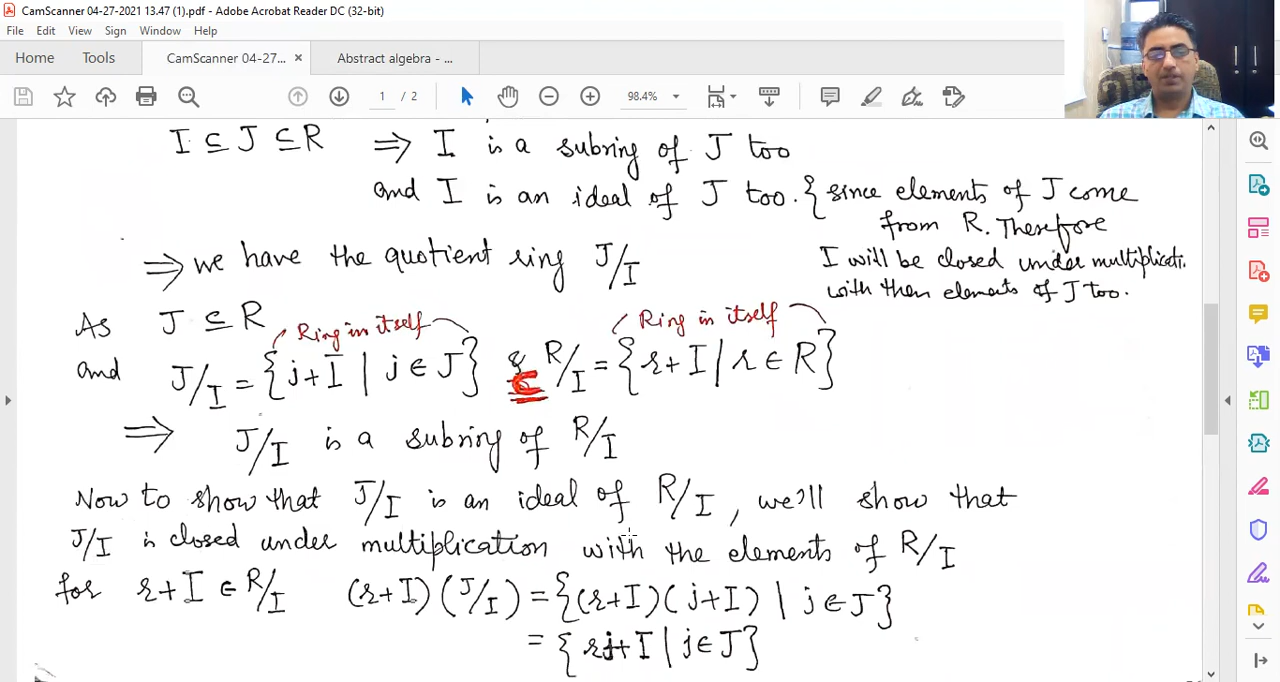 CamScanner 04-27-2021 13.47 (1).pdf - Adobe Acrobat Reader DC (32-bit)
File Edit View Sign Window Help
Home Tools CamScanner 04-27... × Abstract algebra - ...
1 / 2 98.4%
I ⊆ J ⊆ R ⇒ I is a subring of J too
and I is an ideal of J too. { since elements of J come
from R. Therefore
I will be closed under multiplicati.
with then elements of J too.
⇒ we have the quotient ring J/I
As J ⊆ R
Ring in itself Ring in itself
and J/I = { j+I | j ∈ J } & ⊆ R/I = { r+I | r ∈ R }
⇒ J/I is a subring of R/I
Now to show that J/I is an ideal of R/I, we'll show that
J/I is closed under multiplication with the elements of R/I
for r+I ∈ R/I (r+I)(J/I) = { (r+I)(j+I) | j ∈ J }
= { rj+I | j ∈ J }